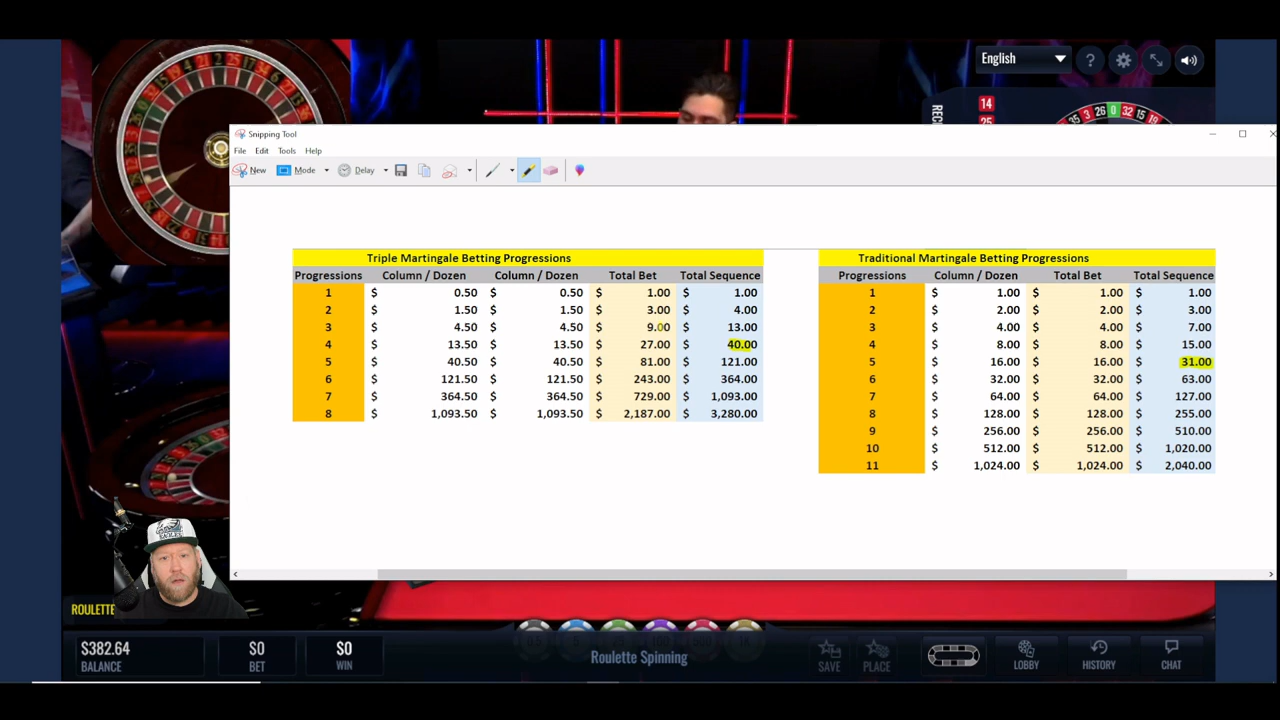 English
?
14
25
RECE
35 3 26 0 32 15 19
Snipping Tool
File Edit Tools Help
New Mode Delay
Triple Martingale Betting Progressions
Progressions Column / Dozen Column / Dozen Total Bet Total Sequence
1 $ 0.50 $ 0.50 $ 1.00 $ 1.00
2 $ 1.50 $ 1.50 $ 3.00 $ 4.00
3 $ 4.50 $ 4.50 $ 9.00 $ 13.00
4 $ 13.50 $ 13.50 $ 27.00 $ 40.00
5 $ 40.50 $ 40.50 $ 81.00 $ 121.00
6 $ 121.50 $ 121.50 $ 243.00 $ 364.00
7 $ 364.50 $ 364.50 $ 729.00 $ 1,093.00
8 $ 1,093.50 $ 1,093.50 $ 2,187.00 $ 3,280.00
Traditional Martingale Betting Progressions
Progressions Column / Dozen Total Bet Total Sequence
1 $ 1.00 $ 1.00 $ 1.00
2 $ 2.00 $ 2.00 $ 3.00
3 $ 4.00 $ 4.00 $ 7.00
4 $ 8.00 $ 8.00 $ 15.00
5 $ 16.00 $ 16.00 $ 31.00
6 $ 32.00 $ 32.00 $ 63.00
7 $ 64.00 $ 64.00 $ 127.00
8 $ 128.00 $ 128.00 $ 255.00
9 $ 256.00 $ 256.00 $ 510.00
10 $ 512.00 $ 512.00 $ 1,020.00
11 $ 1,024.00 $ 1,024.00 $ 2,040.00
EAGLES
ROULETTE
$382.64 $0 $0
BALANCE BET WIN
Roulette Spinning
SAVE PLACE LOBBY HISTORY CHAT